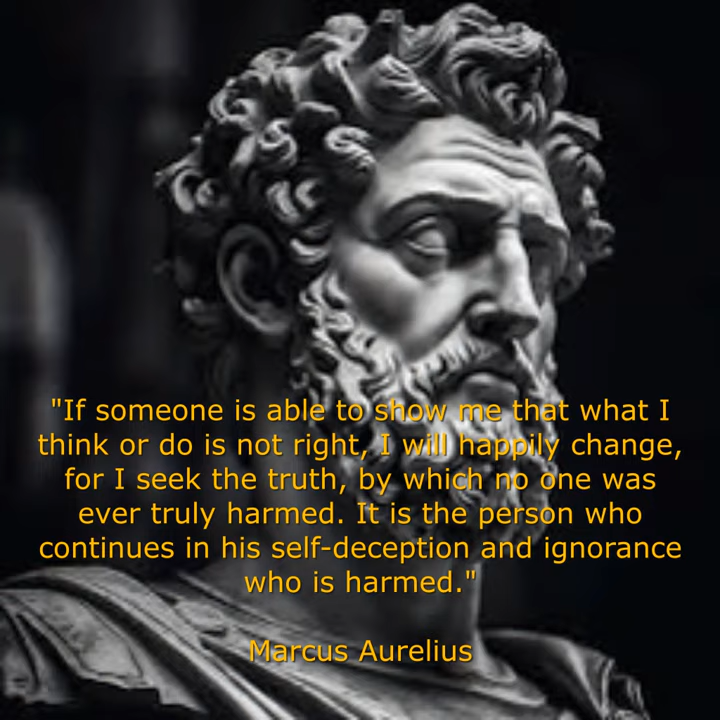 "If someone is able to show me that what I
think or do is not right, I will happily change,
for I seek the truth, by which no one was
ever truly harmed. It is the person who
continues in his self-deception and ignorance
who is harmed."
Marcus Aurelius